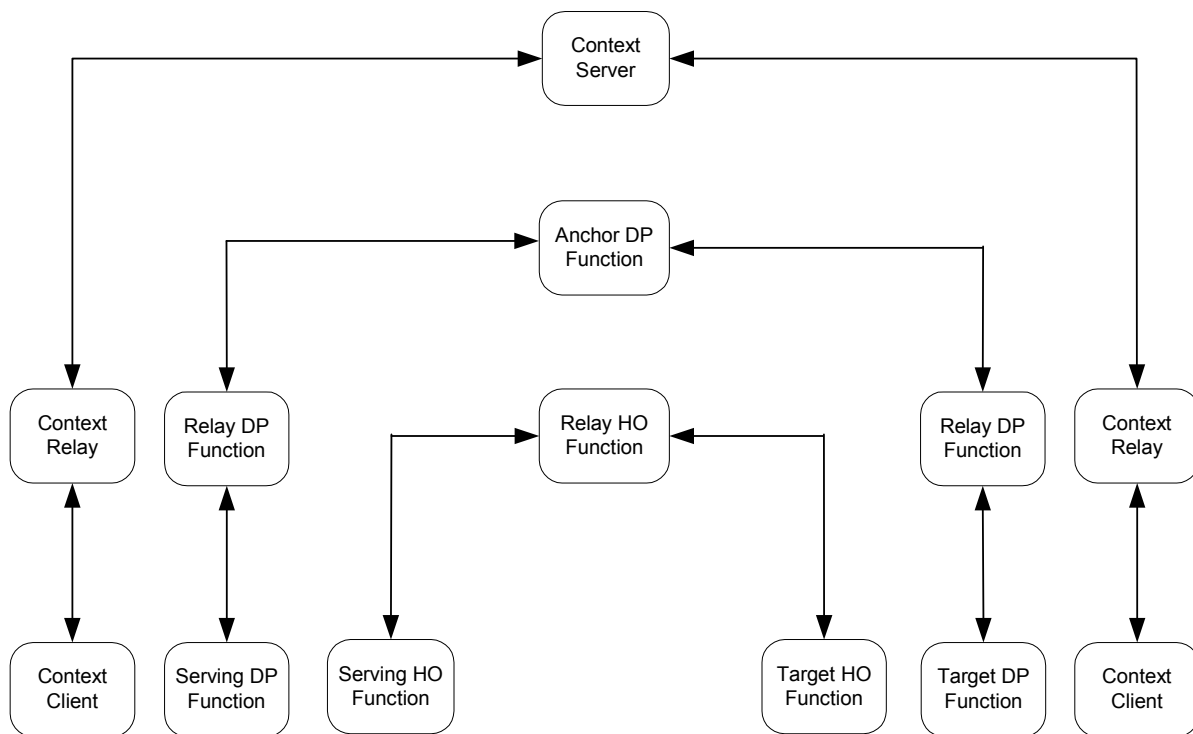 Context
Server
Anchor DP
Function
Context
Relay
Relay DP
Function
Relay HO
Function
Relay DP
Function
Context
Relay
Context
Client
Serving DP
Function
Serving HO
Function
Target HO
Function
Target DP
Function
Context
Client